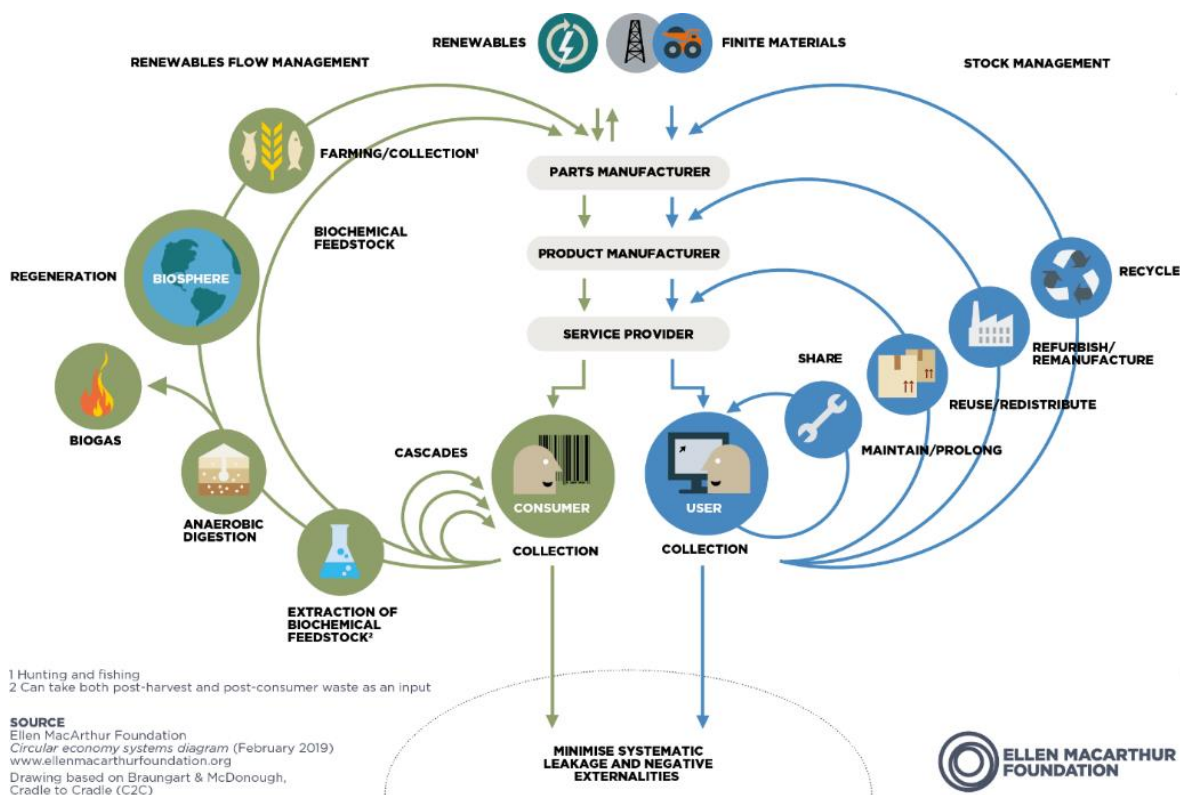 RENEWABLES
FINITE MATERIALS
RENEWABLES FLOW MANAGEMENT
STOCK MANAGEMENT
FARMING/COLLECTION¹
PARTS MANUFACTURER
BIOCHEMICAL
FEEDSTOCK
PRODUCT MANUFACTURER
REGENERATION
BIOSPHERE
RECYCLE
SERVICE PROVIDER
SHARE
REFURBISH/
REMANUFACTURE
REUSE/REDISTRIBUTE
BIOGAS
CASCADES
MAINTAIN/PROLONG
CONSUMER
USER
ANAEROBIC
DIGESTION
COLLECTION
COLLECTION
EXTRACTION OF
BIOCHEMICAL
FEEDSTOCK²
1 Hunting and fishing
2 Can take both post-harvest and post-consumer waste as an input
SOURCE
Ellen MacArthur Foundation
Circular economy systems diagram (February 2019)
www.ellenmacarthurfoundation.org
Drawing based on Braungart & McDonough,
Cradle to Cradle (C2C)
MINIMISE SYSTEMATIC
LEAKAGE AND NEGATIVE
EXTERNALITIES
ELLEN MACARTHUR
FOUNDATION